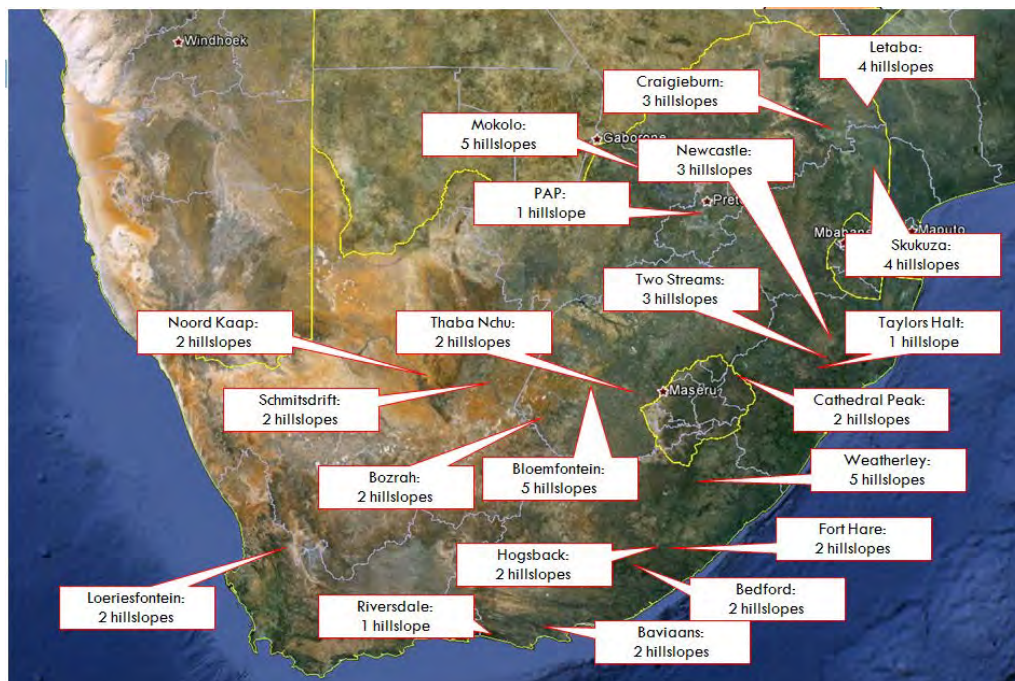 Windhoek
Letaba:
4 hillslopes
Craigieburn:
3 hillslopes
Mokolo:
5 hillslopes
Gaborone
Newcastle:
3 hillslopes
PAP:
1 hillslope
Mbabane
Maputo
Skukuza:
4 hillslopes
Two Streams:
3 hillslopes
Noord Kaap:
2 hillslopes
Thaba Nchu:
2 hillslopes
Taylors Halt:
1 hillslope
Schmitsdrift:
2 hillslopes
Maseru
Cathedral Peak:
2 hillslopes
Bozrah:
2 hillslopes
Bloemfontein:
5 hillslopes
Weatherley:
5 hillslopes
Hogsback:
2 hillslopes
Fort Hare:
2 hillslopes
Loeriesfontein:
2 hillslopes
Riversdale:
1 hillslope
Bedford:
2 hillslopes
Baviaans:
2 hillslopes